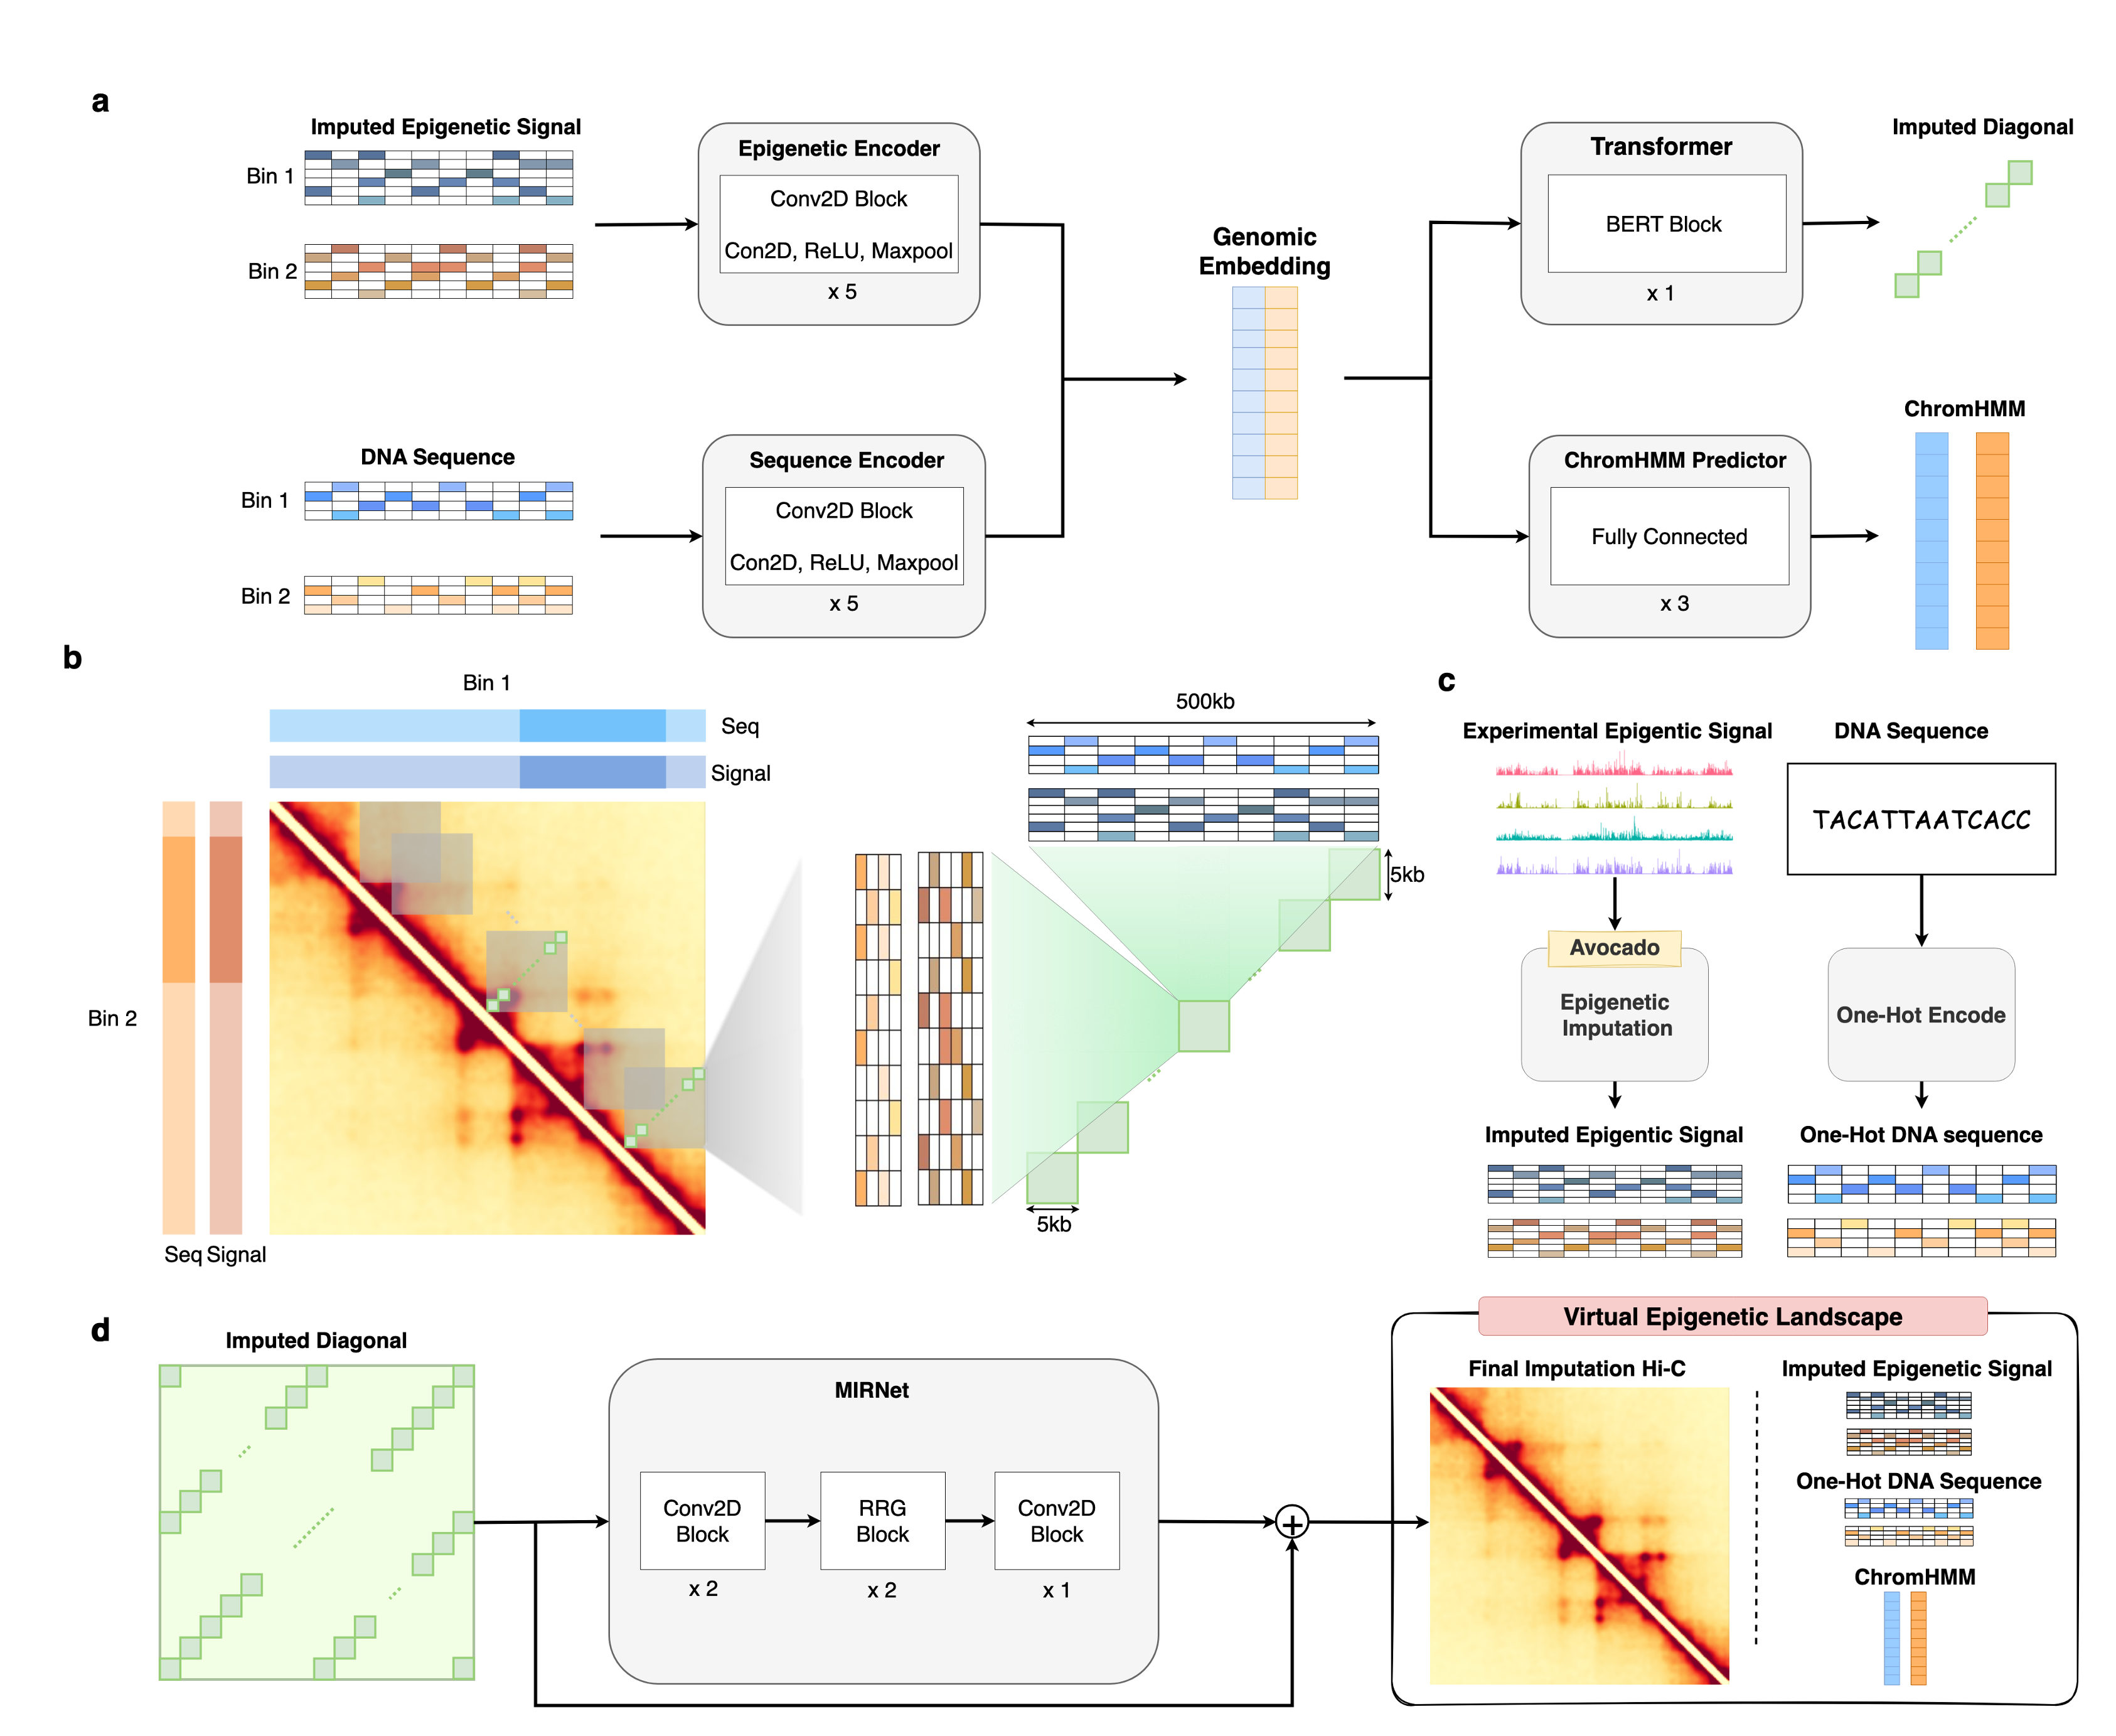 a
Imputed Epigenetic Signal
Bin 1
Bin 2
DNA Sequence
Bin 1
Bin 2
Epigenetic Encoder
Conv2D Block
Con2D, ReLU, Maxpool
x 5
Sequence Encoder
Conv2D Block
Con2D, ReLU, Maxpool
x 5
Genomic
Embedding
Transformer
BERT Block
x 1
Imputed Diagonal
ChromHMM Predictor
Fully Connected
x 3
ChromHMM
b
Bin 1
Seq
Signal
Bin 2
Seq Signal
500kb
5kb
5kb
c
Experimental Epigentic Signal
DNA Sequence
TACATTAATCACC
Avocado
Epigenetic
Imputation
One-Hot Encode
Imputed Epigentic Signal
One-Hot DNA sequence
d
Imputed Diagonal
MIRNet
Conv2D
Block
x 2
RRG
Block
x 2
Conv2D
Block
x 1
+
Virtual Epigenetic Landscape
Final Imputation Hi-C
Imputed Epigenetic Signal
One-Hot DNA Sequence
ChromHMM